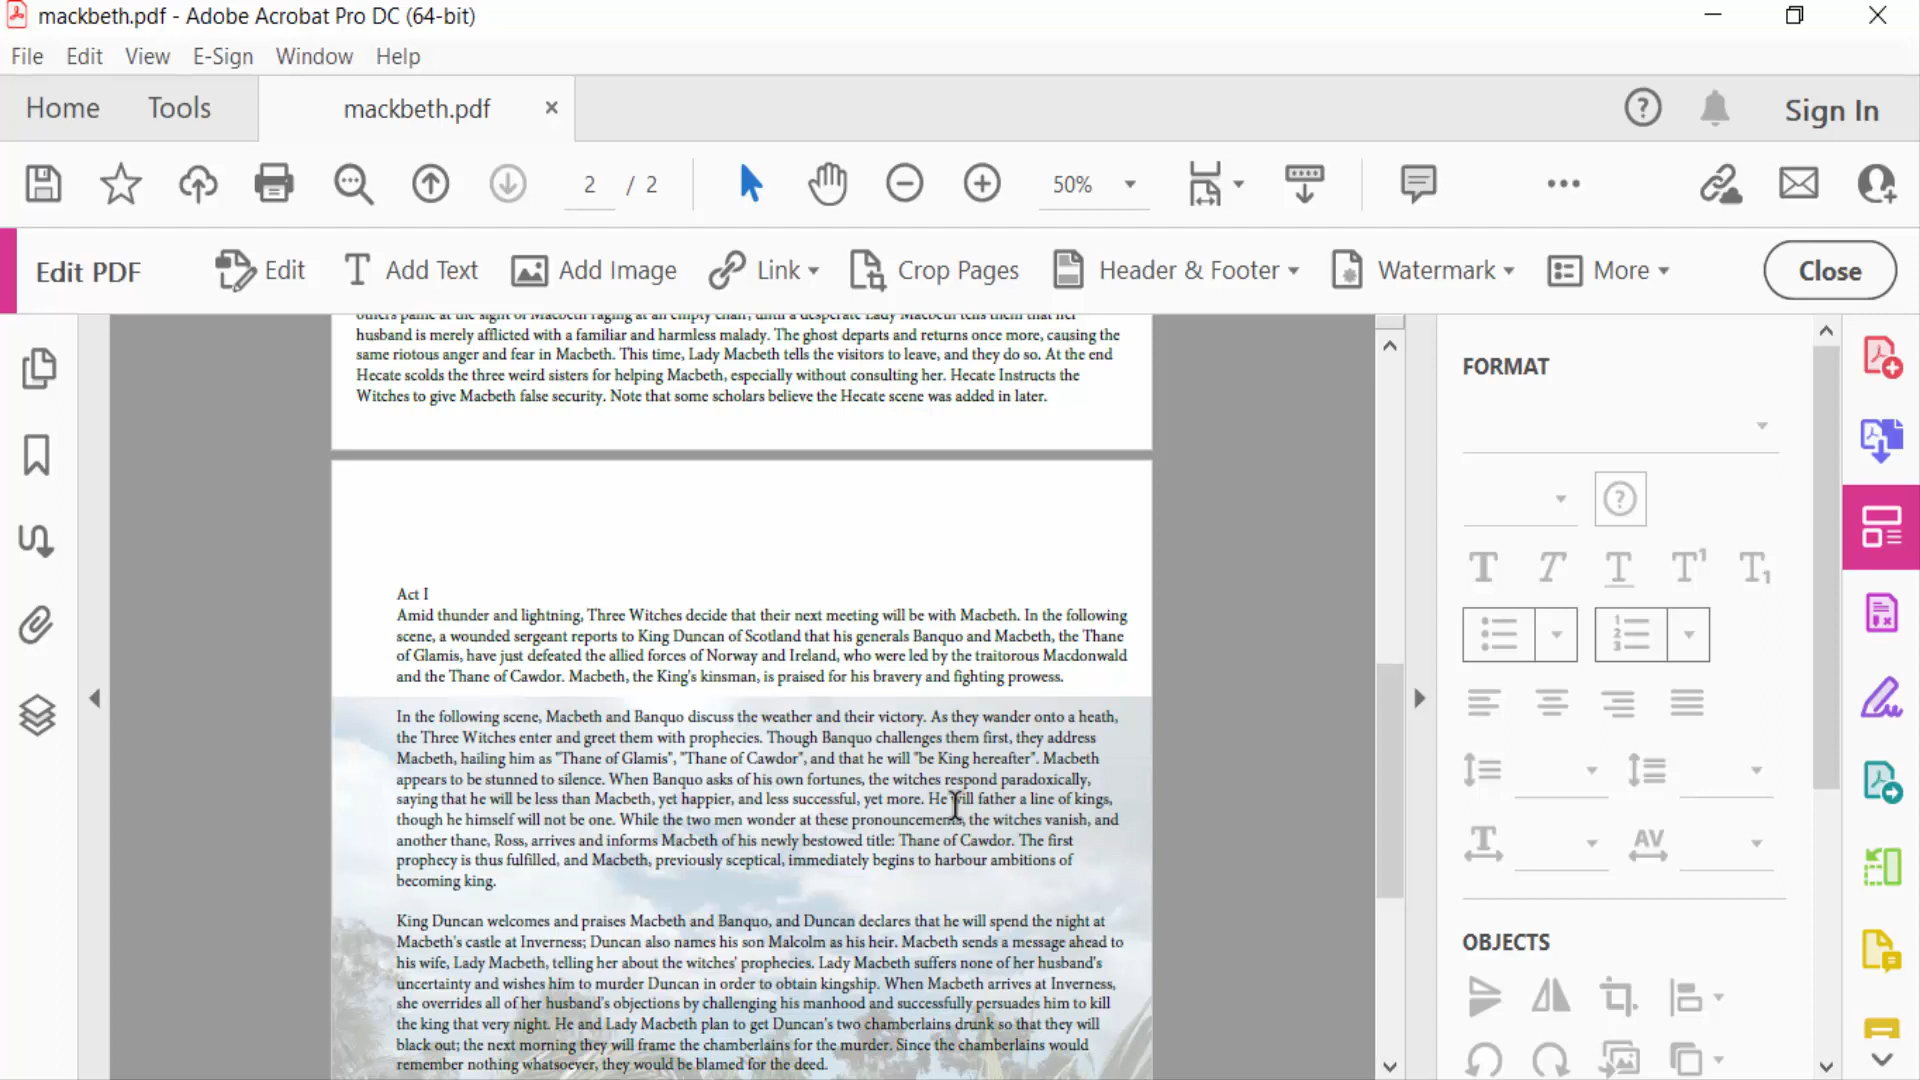 mackbeth.pdf - Adobe Acrobat Pro DC (64-bit)
File Edit View E-Sign Window Help
Home Tools mackbeth.pdf × Sign In
2 / 2 50%
Edit PDF Edit Add Text Add Image Link Crop Pages Header & Footer Watermark More Close
others panic at the sight of Macbeth raging at an empty chair, until a desperate Lady Macbeth tells them that her
husband is merely afflicted with a familiar and harmless malady. The ghost departs and returns once more, causing the
same riotous anger and fear in Macbeth. This time, Lady Macbeth tells the visitors to leave, and they do so. At the end
Hecate scolds the three weird sisters for helping Macbeth, especially without consulting her. Hecate Instructs the
Witches to give Macbeth false security. Note that some scholars believe the Hecate scene was added in later.
Act I
Amid thunder and lightning, Three Witches decide that their next meeting will be with Macbeth. In the following
scene, a wounded sergeant reports to King Duncan of Scotland that his generals Banquo and Macbeth, the Thane
of Glamis, have just defeated the allied forces of Norway and Ireland, who were led by the traitorous Macdonwald
and the Thane of Cawdor. Macbeth, the King's kinsman, is praised for his bravery and fighting prowess.
In the following scene, Macbeth and Banquo discuss the weather and their victory. As they wander onto a heath,
the Three Witches enter and greet them with prophecies. Though Banquo challenges them first, they address
Macbeth, hailing him as "Thane of Glamis", "Thane of Cawdor", and that he will "be King hereafter". Macbeth
appears to be stunned to silence. When Banquo asks of his own fortunes, the witches respond paradoxically,
saying that he will be less than Macbeth, yet happier, and less successful, yet more. He will father a line of kings,
though he himself will not be one. While the two men wonder at these pronouncements, the witches vanish, and
another thane, Ross, arrives and informs Macbeth of his newly bestowed title: Thane of Cawdor. The first
prophecy is thus fulfilled, and Macbeth, previously sceptical, immediately begins to harbour ambitions of
becoming king.
King Duncan welcomes and praises Macbeth and Banquo, and Duncan declares that he will spend the night at
Macbeth's castle at Inverness; Duncan also names his son Malcolm as his heir. Macbeth sends a message ahead to
his wife, Lady Macbeth, telling her about the witches' prophecies. Lady Macbeth suffers none of her husband's
uncertainty and wishes him to murder Duncan in order to obtain kingship. When Macbeth arrives at Inverness,
she overrides all of her husband's objections by challenging his manhood and successfully persuades him to kill
the king that very night. He and Lady Macbeth plan to get Duncan's two chamberlains drunk so that they will
black out; the next morning they will frame the chamberlains for the murder. Since the chamberlains would
remember nothing whatsoever, they would be blamed for the deed.
FORMAT
OBJECTS